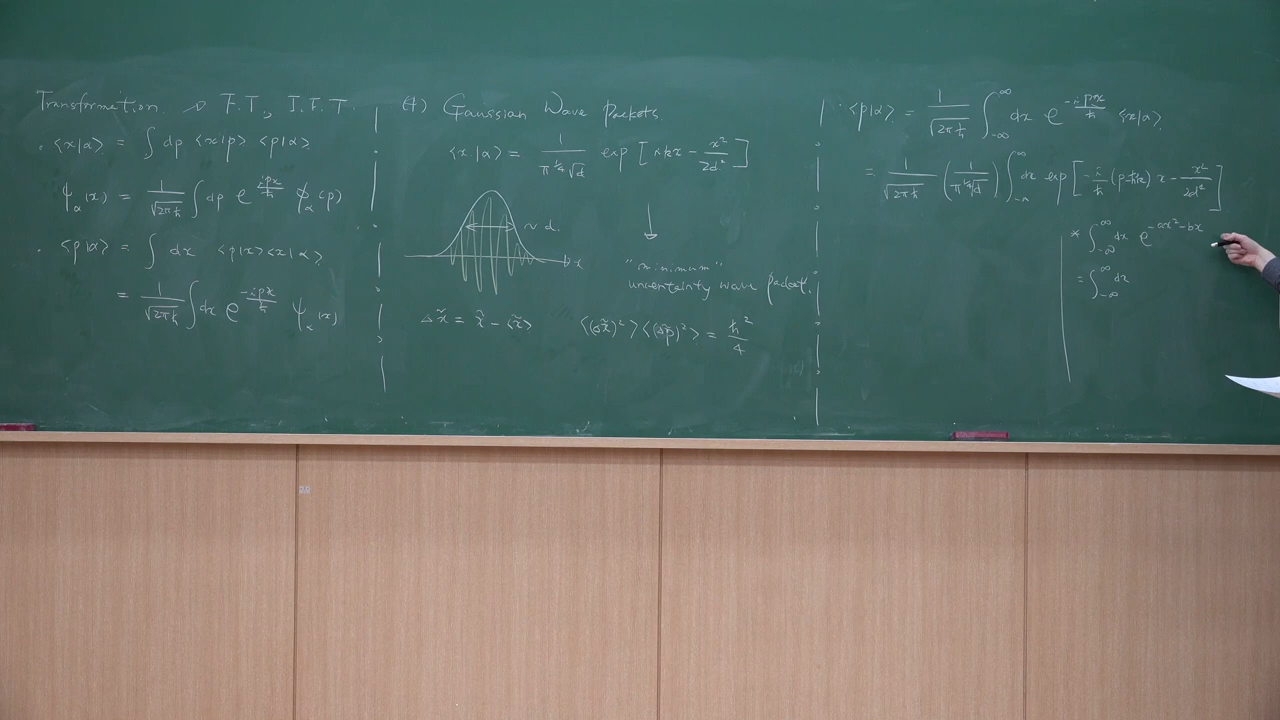 Transformation → F.T., I.F.T.
· <x|α> = ∫ dp <x|p> <p|α>
ψ_α(x) = 1/√(2πħ) ∫ dp e^{ipx/ħ} φ_α(p)
· <p|α> = ∫ dx <p|x><x|α>
= 1/√(2πħ) ∫ dx e^{-ipx/ħ} ψ_α(x)
(4) Gaussian Wave Packets.
<x|α> = 1/(π^{1/4}√d) exp[ikx - x²/2d²]
~ d.
x
↓
"minimum"
uncertainty wave packet.
Δx̃ = x̃ - <x̃>
<(Δx̃)²><(Δp̃)²> = ħ²/4
· <p|α> = 1/√(2πħ) ∫_{-∞}^{∞} dx e^{-ipx/ħ} <x|α>
= 1/√(2πħ) (1/(π^{1/4}√d)) ∫_{-∞}^{∞} dx exp[-i/ħ (p-ħk) x - x²/2d²]
* ∫_{-∞}^{∞} dx e^{-ax²-bx}
= ∫_{-∞}^{∞} dx